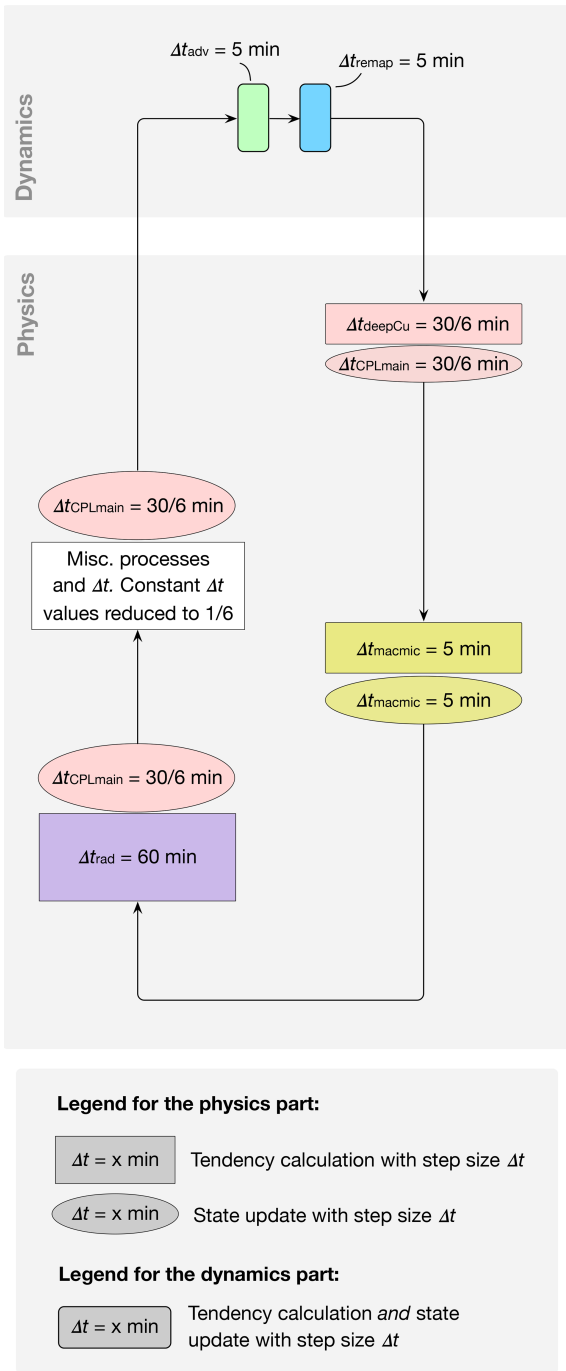 Dynamics
Δtadv = 5 min
Δtremap = 5 min
Physics
ΔtdeepCu = 30/6 min
ΔtCPLmain = 30/6 min
ΔtCPLmain = 30/6 min
Misc. processes
and Δt. Constant Δt
values reduced to 1/6
Δtmacmic = 5 min
Δtmacmic = 5 min
ΔtCPLmain = 30/6 min
Δtrad = 60 min
Legend for the physics part:
Δt = x min
Tendency calculation with step size Δt
Δt = x min
State update with step size Δt
Legend for the dynamics part:
Δt = x min
Tendency calculation and state
update with step size Δt